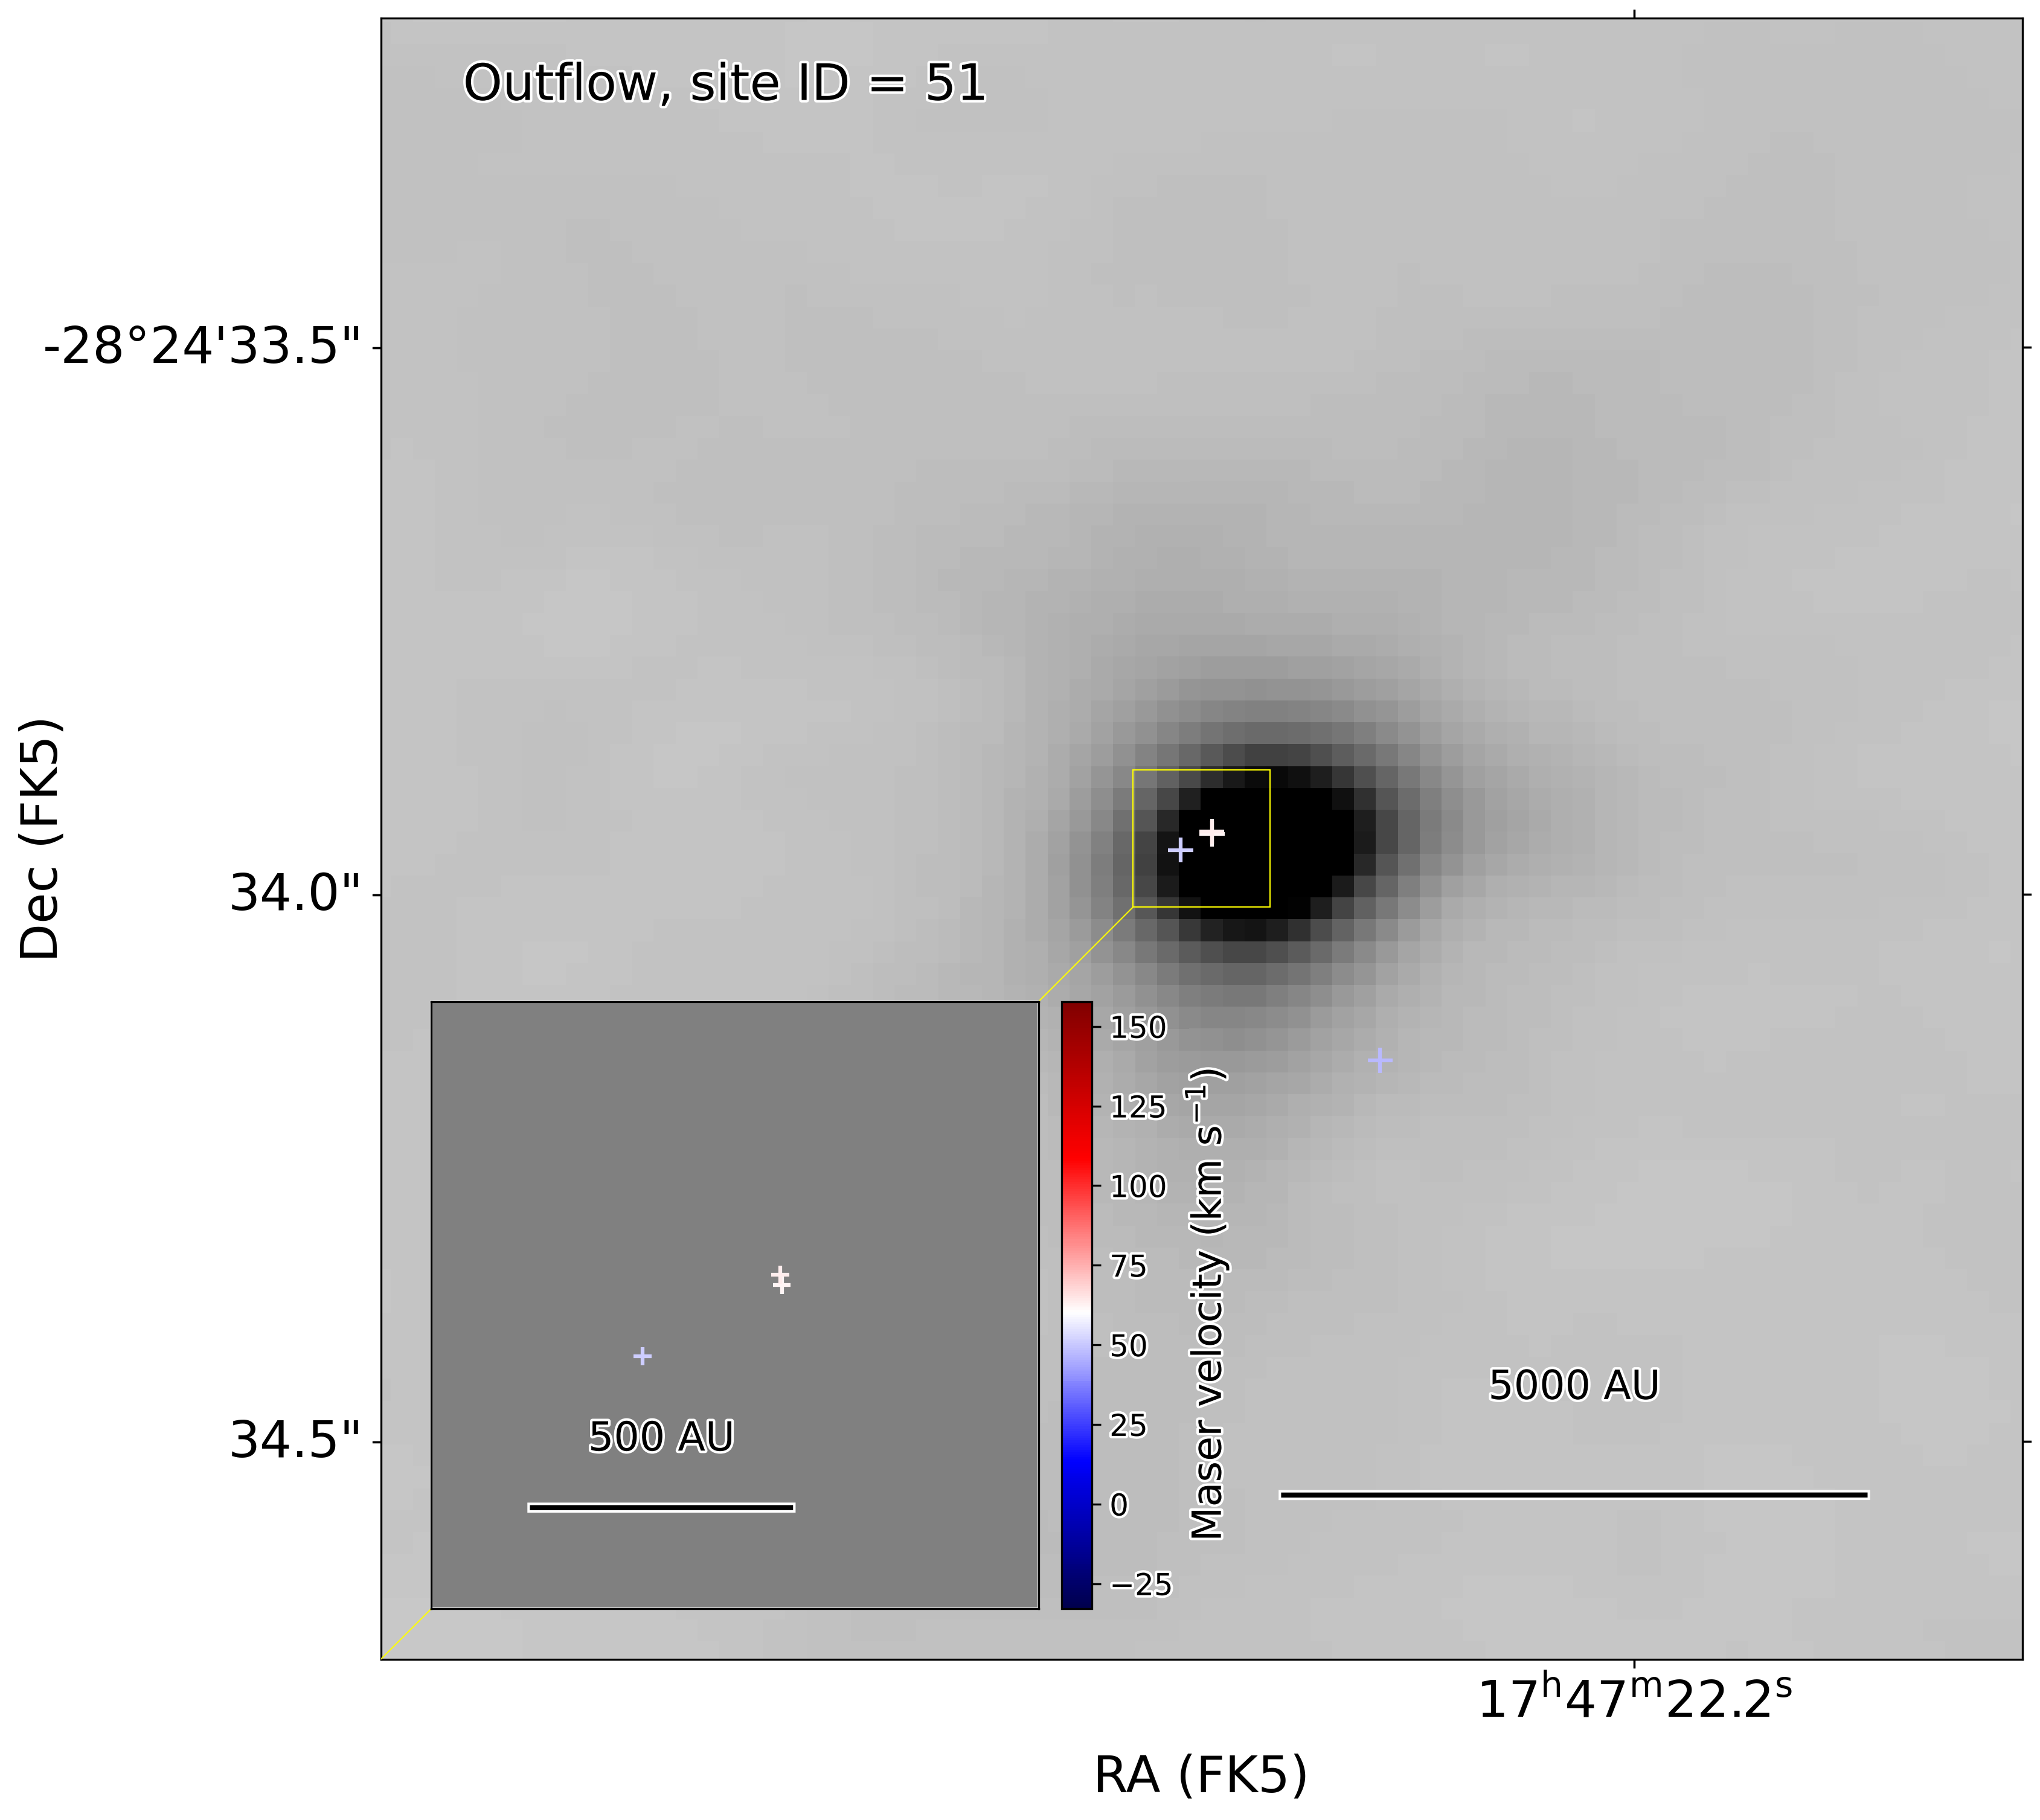 Outflow, site ID = 51
-28°24'33.5"
34.0"
34.5"
Dec (FK5)
150
125
100
75
50
25
0
−25
Maser velocity (km s⁻¹)
500 AU
5000 AU
17ʰ47ᵐ22.2ˢ
RA (FK5)